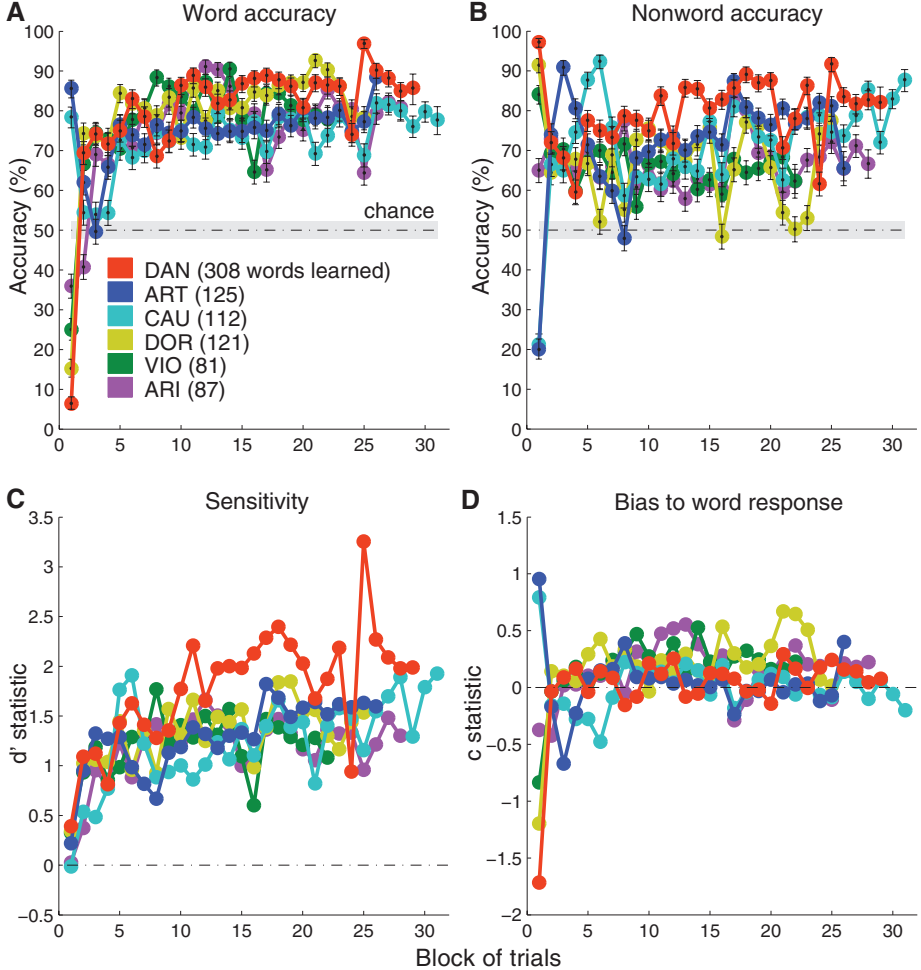 A
Word accuracy
100
90
80
70
60
50
40
30
20
10
0
Accuracy (%)
chance
DAN (308 words learned)
ART (125)
CAU (112)
DOR (121)
VIO (81)
ARI (87)
0 5 10 15 20 25 30
B
Nonword accuracy
100
90
80
70
60
50
40
30
20
10
0
Accuracy (%)
0 5 10 15 20 25 30
C
Sensitivity
3.5
3
2.5
2
1.5
1
0.5
0
−0.5
d' statistic
0 5 10 15 20 25 30
D
Bias to word response
1.5
1
0.5
0
−0.5
−1
−1.5
−2
c statistic
0 5 10 15 20 25 30
Block of trials